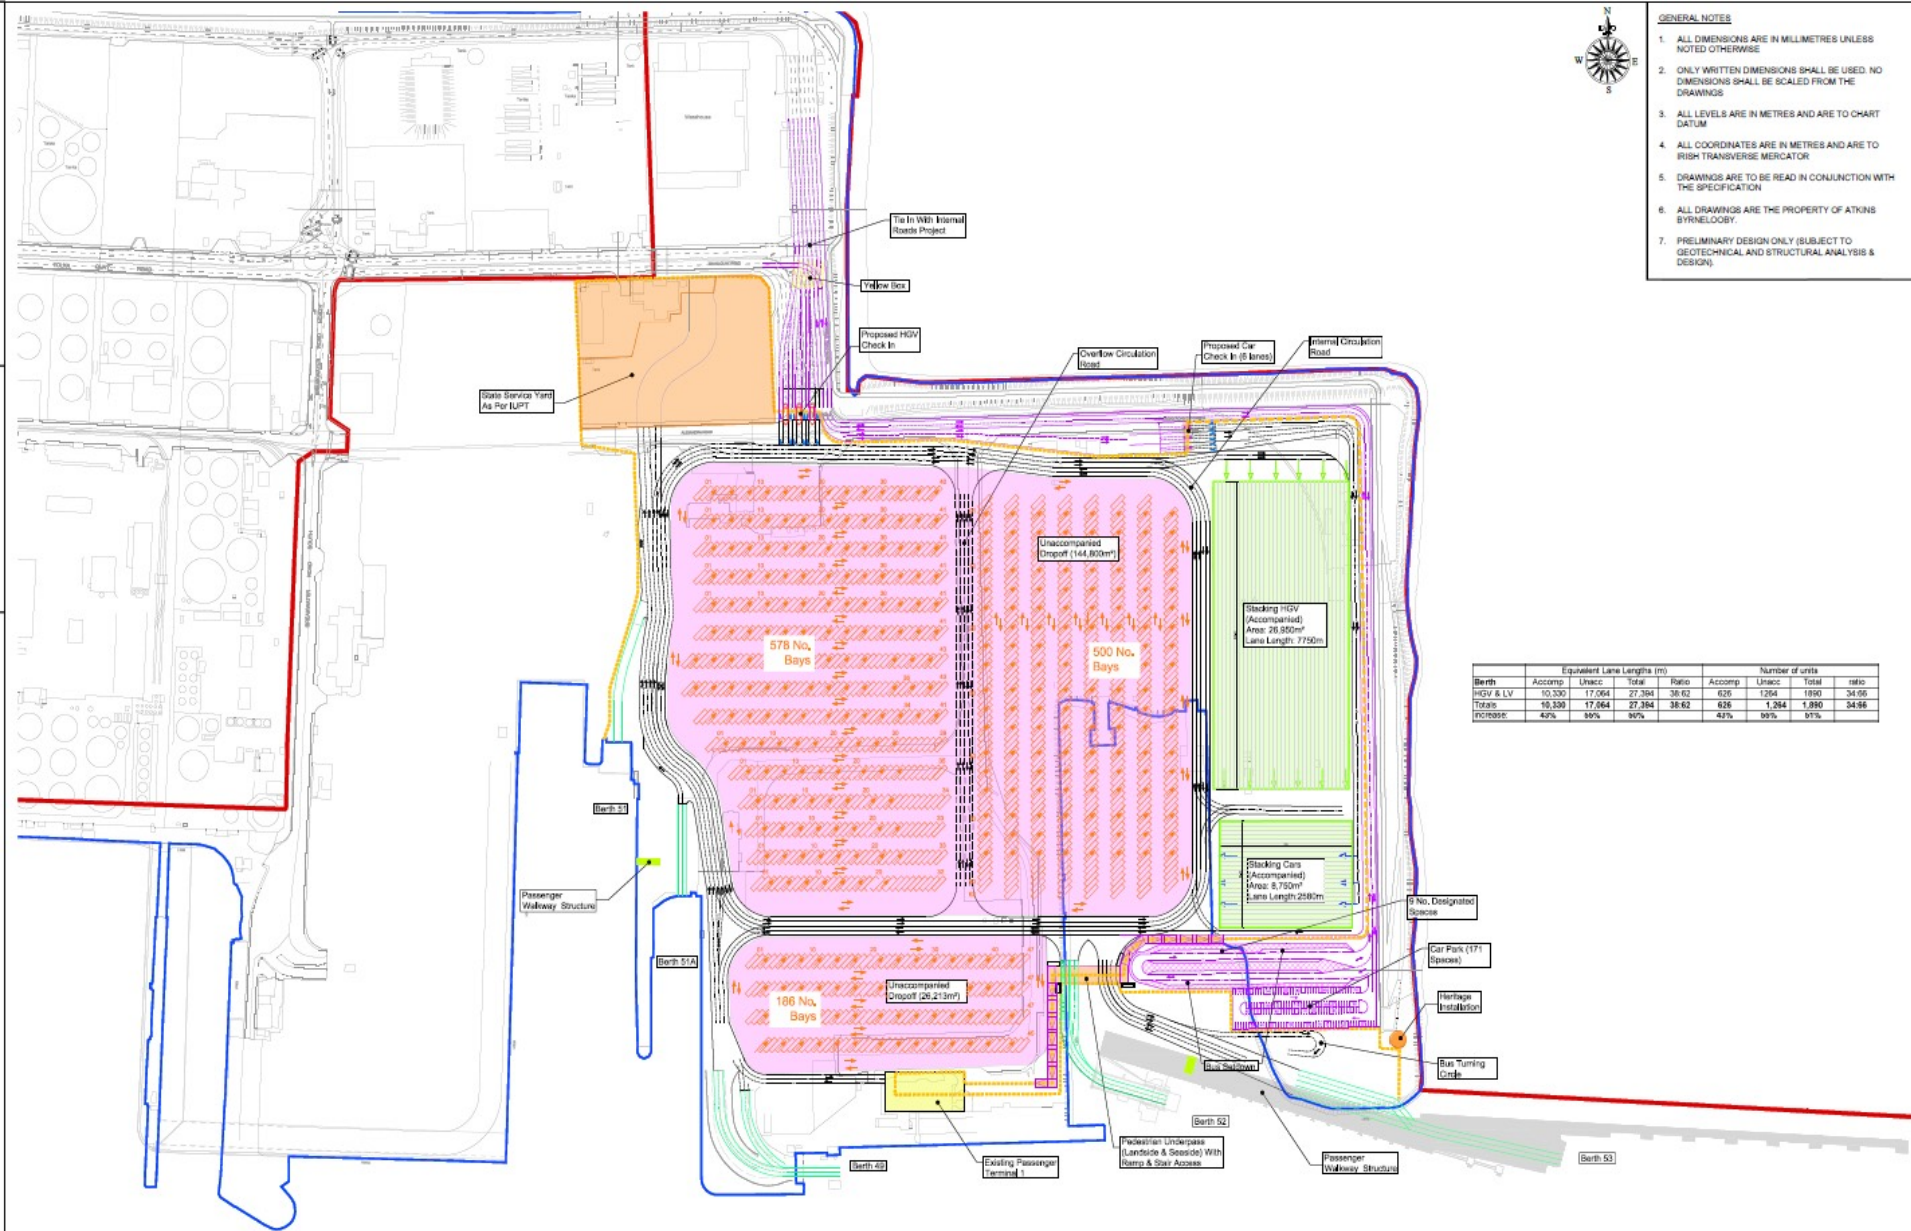 N
W
E
S
GENERAL NOTES
1. ALL DIMENSIONS ARE IN MILLIMETRES UNLESS
NOTED OTHERWISE
2. ONLY WRITTEN DIMENSIONS SHALL BE USED. NO
DIMENSIONS SHALL BE SCALED FROM THE
DRAWINGS
3. ALL LEVELS ARE IN METRES AND ARE TO CHART
DATUM
4. ALL COORDINATES ARE IN METRES AND ARE TO
IRISH TRANSVERSE MERCATOR
5. DRAWINGS ARE TO BE READ IN CONJUNCTION WITH
THE SPECIFICATION
6. ALL DRAWINGS ARE THE PROPERTY OF ATKINS
BYRNELOOBY.
7. PRELIMINARY DESIGN ONLY (SUBJECT TO
GEOTECHNICAL AND STRUCTURAL ANALYSIS &
DESIGN).
Warehouse
Tie In With Internal
Roads Project
Yellow Box
Proposed HGV
Check In
Overflow Circulation
Road
Proposed Car
Check In (6 lanes)
Internal Circulation
Road
State Service Yard
As Per IUPT
Unaccompanied
Dropoff (144,800m²)
Stacking HGV
(Accompanied)
Area: 26,950m²
Lane Length: 7750m
578 No.
Bays
500 No.
Bays
Equivalent Lane Lengths (m) Number of units
Berth Accomp Unacc Total Ratio Accomp Unacc Total ratio
HGV & LV 10,330 17,064 27,394 38:62 626 1264 1890 34:66
Totals 10,330 17,064 27,394 38:62 626 1,264 1,890 34:66
increase: 43% 55% 50% 43% 55% 51%
Berth 51
Stacking Cars
(Accompanied)
Area: 8,750m²
Lane Length:2580m
Passenger
Walkway Structure
9 No. Designated
Spaces
Berth 51A
Car Park (171
Spaces)
Unaccompanied
Dropoff (26,213m²)
186 No.
Bays
Heritage
Installation
Bus Setdown
Bus Turning
Circle
Berth 52
Pedestrian Underpass
(Landside & Seaside) With
Ramp & Stair Access
Existing Passenger
Terminal 1
Berth 49
Passenger
Walkway Structure
Berth 53